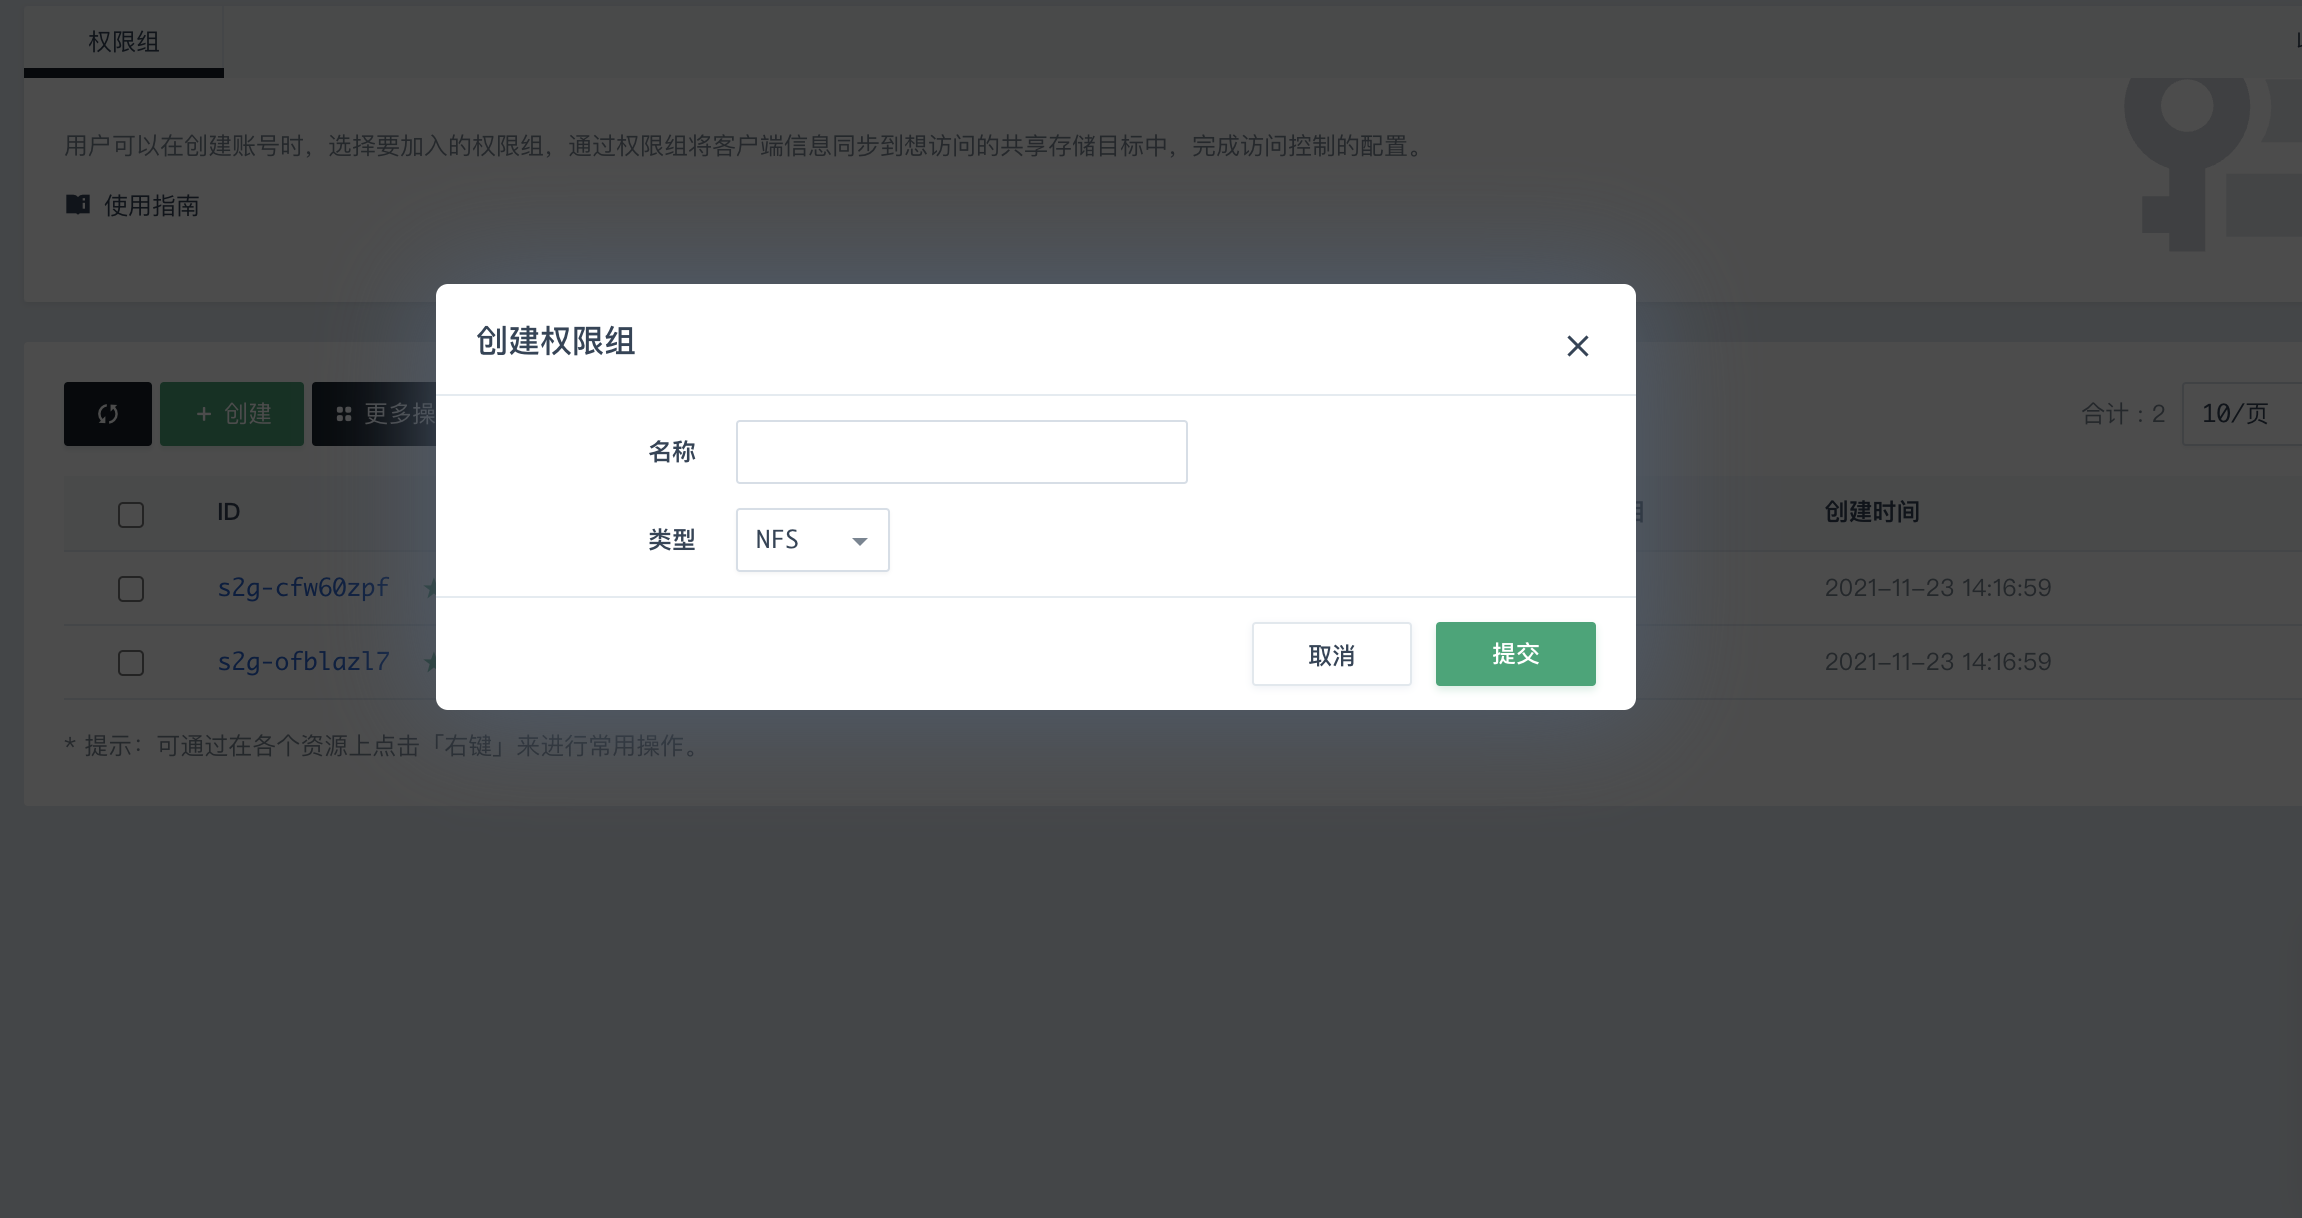 权限组
用户可以在创建账号时，选择要加入的权限组，通过权限组将客户端信息同步到想访问的共享存储目标中，完成访问控制的配置。
使用指南
创建权限组
+ 创建
更多操
合计：2
10/页
名称
ID
创建时间
类型
NFS
s2g-cfw60zpf
2021-11-23 14:16:59
s2g-ofblazl7
2021-11-23 14:16:59
取消
提交
* 提示：可通过在各个资源上点击「右键」来进行常用操作。